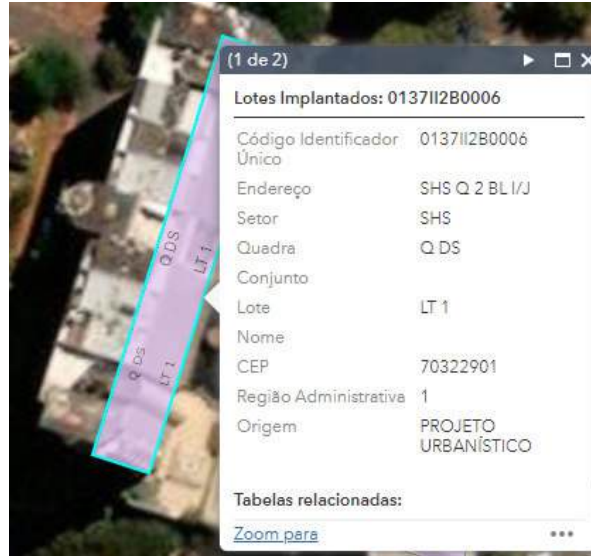 (1 de 2)
Lotes Implantados: 0137II2B0006
Código Identificador 0137II2B0006
Único
Endereço SHS Q 2 BL I/J
Setor SHS
Quadra Q DS
Conjunto
Lote LT 1
Nome
CEP 70322901
Região Administrativa 1
Origem PROJETO
URBANÍSTICO
Tabelas relacionadas:
Zoom para
Q DS
LT 1
Q DS
LT 1